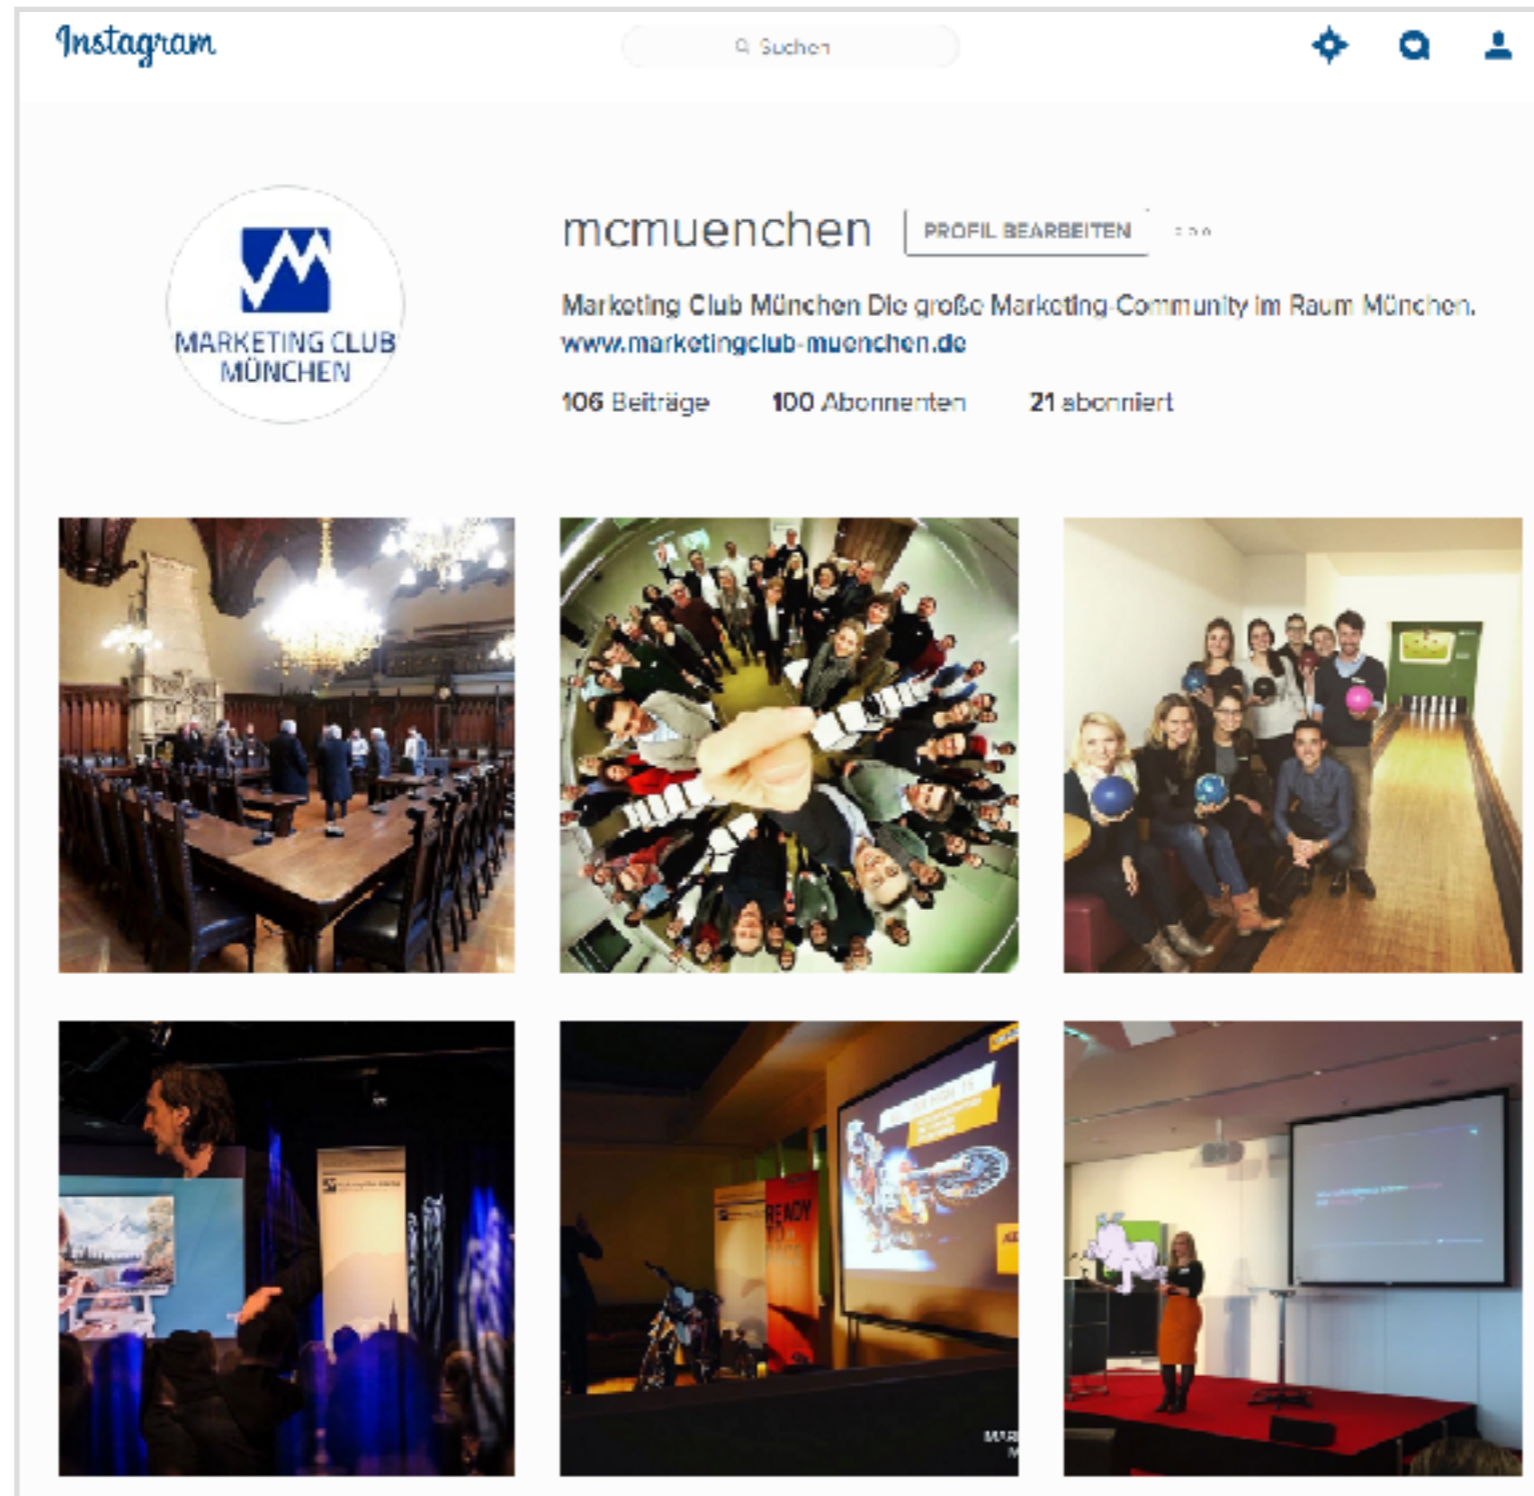 Instagram
Suchen
mcmuenchen PROFIL BEARBEITEN
Marketing Club München Die große Marketing-Community im Raum München.
www.marketingclub-muenchen.de
106 Beiträge 100 Abonnenten 21 abonniert
MARKETING CLUB
MÜNCHEN
READY
TO